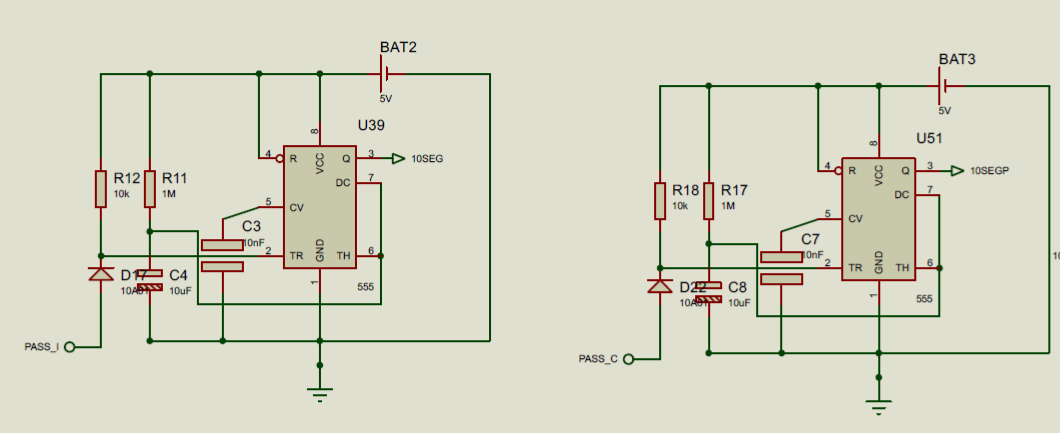 BAT2
5V
U39
8
4
R
VCC
Q
3
10SEG
DC
7
R12
10k
R11
1M
5
CV
C3
10nF
2
TR
GND
TH
6
1
555
D17
10A01
C4
10uF
PASS_I
BAT3
5V
U51
8
4
R
VCC
Q
3
10SEGP
DC
7
R18
10k
R17
1M
5
CV
C7
10nF
2
TR
GND
TH
6
1
555
D22
C8
10uF
PASS_C
10